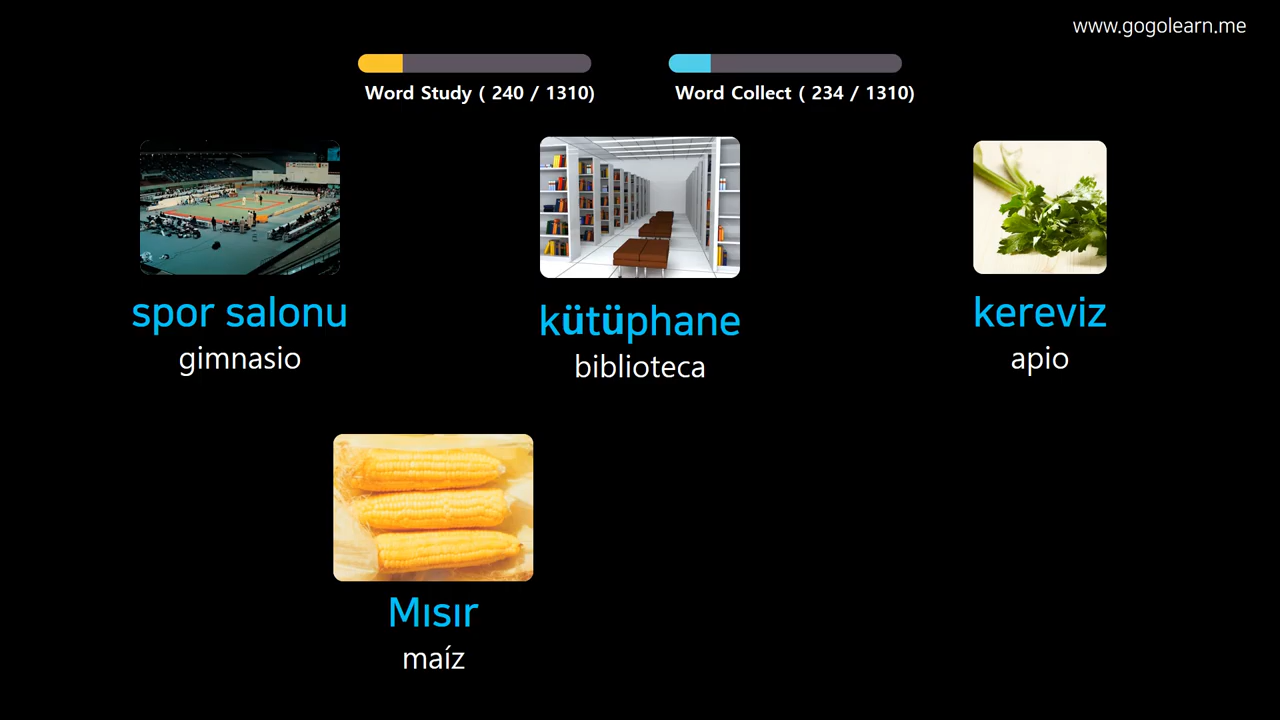 www.gogolearn.me
Word Study ( 240 / 1310)
Word Collect ( 234 / 1310)
spor salonu
gimnasio
kütüphane
biblioteca
kereviz
apio
Mısır
maíz